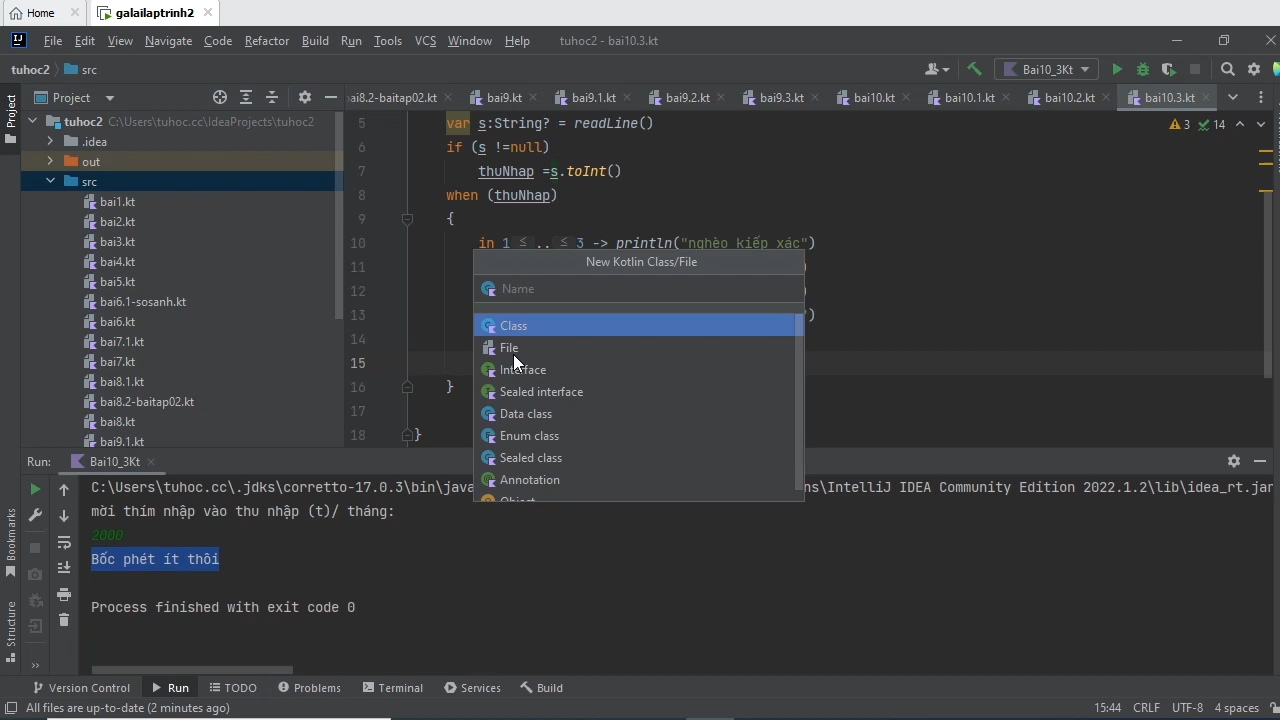 Home
galailaptrinh2
File Edit View Navigate Code Refactor Build Run Tools VCS Window Help tuhoc2 - bai10.3.kt
tuhoc2 src
Bai10_3Kt
Project
ai8.2-baitap02.kt bai9.kt bai9.1.kt bai9.2.kt bai9.3.kt bai10.kt bai10.1.kt bai10.2.kt bai10.3.kt
Project
tuhoc2 C:\Users\tuhoc.cc\IdeaProjects\tuhoc2
.idea
out
src
bai1.kt
bai2.kt
bai3.kt
bai4.kt
bai5.kt
bai6.1-sosanh.kt
bai6.kt
bai7.1.kt
bai7.kt
bai8.1.kt
bai8.2-baitap02.kt
bai8.kt
bai9.1.kt
3 14
5 var s:String? = readLine()
6 if (s !=null)
7 thuNhap =s.toInt()
8 when (thuNhap)
9 {
10 in 1 ≤ .. ≤ 3 -> println("nghèo kiếp xác")
11 )
12 )
13 ")
14
15
16 }
17
18 }
New Kotlin Class/File
Name
Class
File
Interface
Sealed interface
Data class
Enum class
Sealed class
Annotation
Object
Run: Bai10_3Kt
C:\Users\tuhoc.cc\.jdks\corretto-17.0.3\bin\java
ns\IntelliJ IDEA Community Edition 2022.1.2\lib\idea_rt.jar
mời thím nhập vào thu nhập (t)/ tháng:
2000
Bốc phét ít thôi
Process finished with exit code 0
Bookmarks
Structure
Version Control Run TODO Problems Terminal Services Build
All files are up-to-date (2 minutes ago)
15:44 CRLF UTF-8 4 spaces